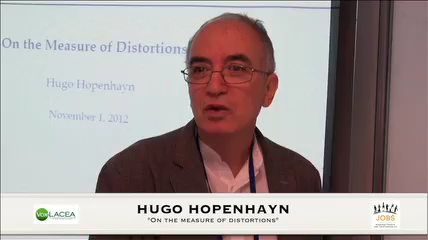 On the Measure of Distortions
Hugo Hopenhayn
November 1, 2012
VOX LACEA
HUGO HOPENHAYN
"ON THE MEASURE OF DISTORTIONS"
JOBS